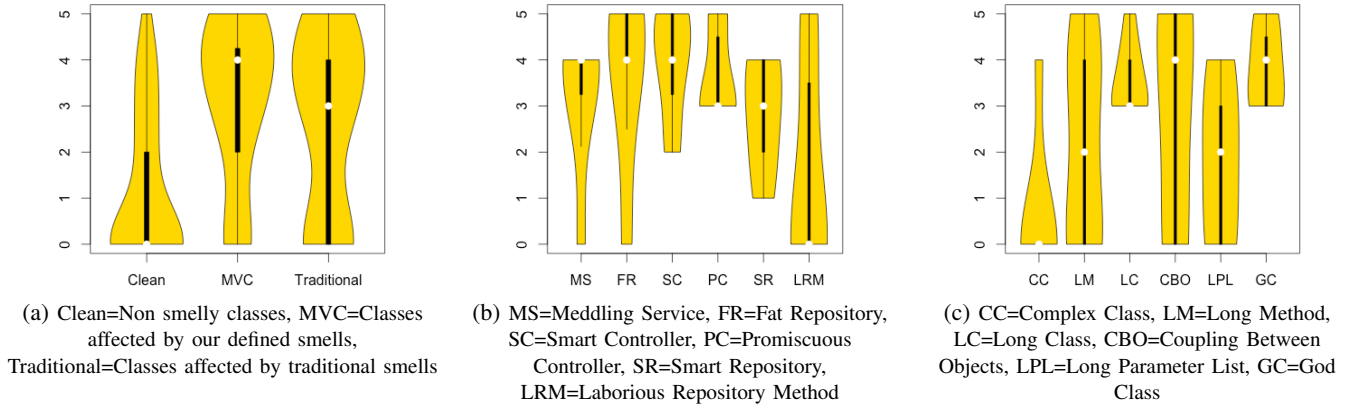 0 1 2 3 4 5
Clean MVC Traditional
(a) Clean=Non smelly classes, MVC=Classes
affected by our defined smells,
Traditional=Classes affected by traditional smells
0 1 2 3 4 5
MS FR SC PC SR LRM
(b) MS=Meddling Service, FR=Fat Repository,
SC=Smart Controller, PC=Promiscuous
Controller, SR=Smart Repository,
LRM=Laborious Repository Method
0 1 2 3 4 5
CC LM LC CBO LPL GC
(c) CC=Complex Class, LM=Long Method,
LC=Long Class, CBO=Coupling Between
Objects, LPL=Long Parameter List, GC=God
Class